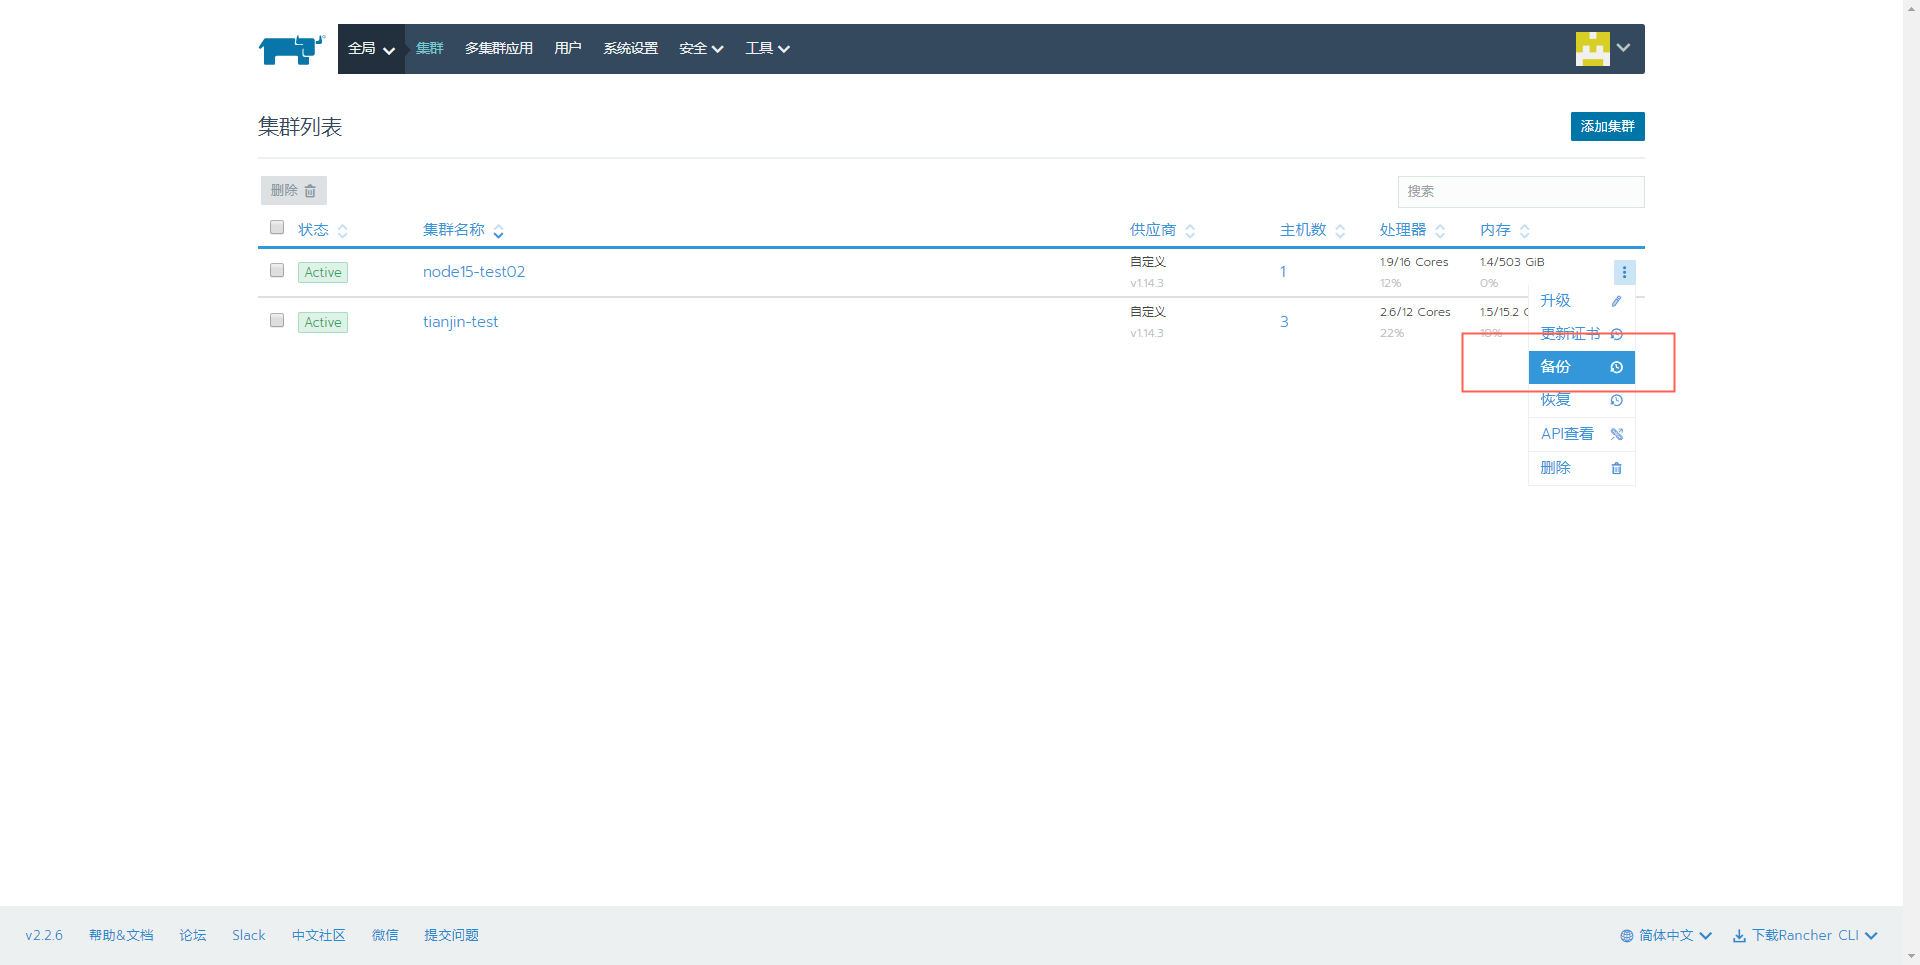 全局 集群 多集群应用 用户 系统设置 安全 工具
集群列表 添加集群
删除 搜索
状态 集群名称 供应商 主机数 处理器 内存
Active node15-test02 自定义 1 1.9/16 Cores 1.4/503 GiB
v1.14.3 12% 0%
升级
Active tianjin-test 自定义 3 2.6/12 Cores 1.5/15.2
v1.14.3 22% 10%
更新证书
备份
恢复
API查看
删除
v2.2.6 帮助&文档 论坛 Slack 中文社区 微信 提交问题 简体中文 下载Rancher CLI